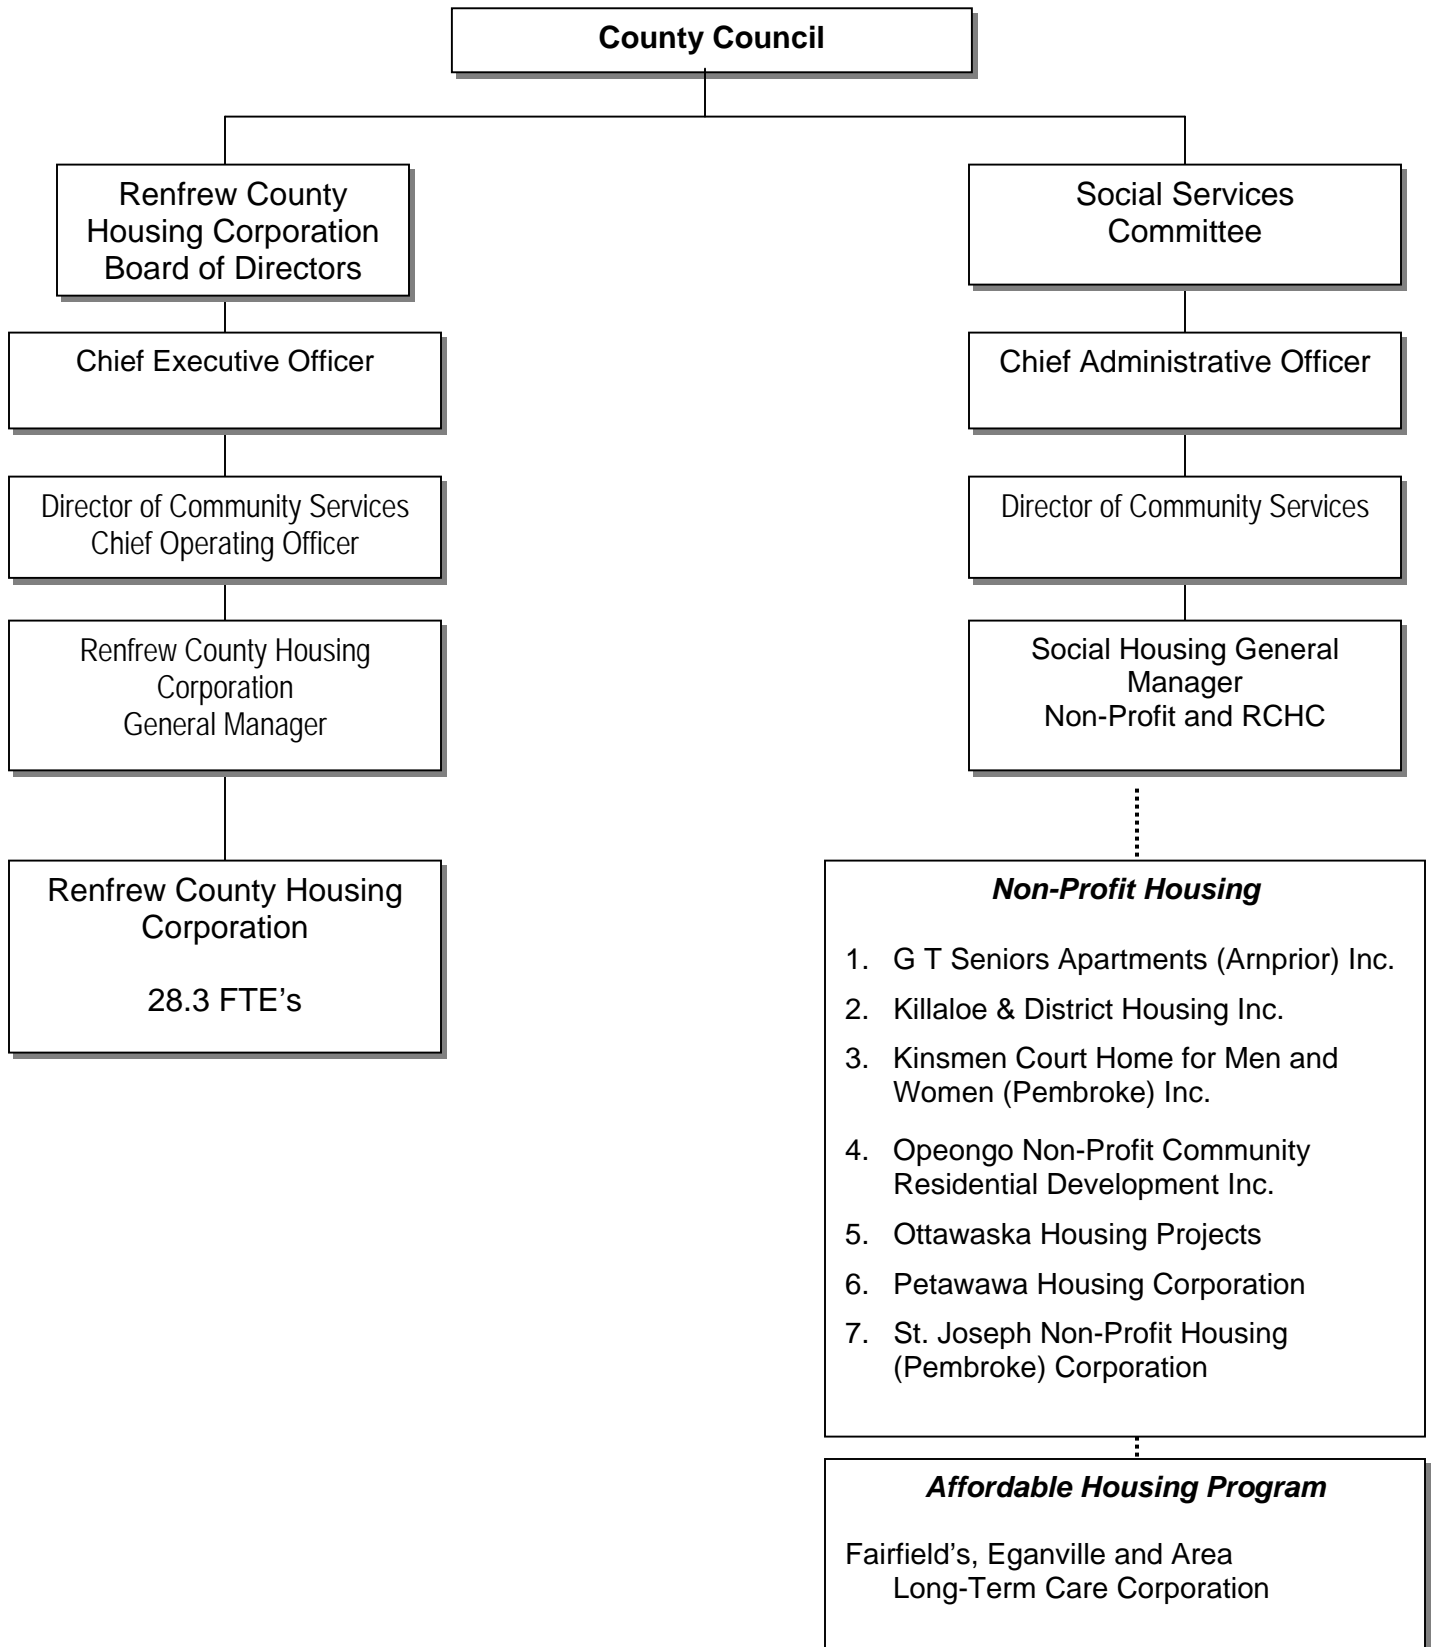 County Council
Renfrew County
Housing Corporation
Board of Directors
Social Services
Committee
Chief Executive Officer
Chief Administrative Officer
Director of Community Services
Chief Operating Officer
Director of Community Services
Renfrew County Housing
Corporation
General Manager
Social Housing General
Manager
Non-Profit and RCHC
Renfrew County Housing
Corporation
28.3 FTE’s
Non-Profit Housing
1. G T Seniors Apartments (Arnprior) Inc.
2. Killaloe & District Housing Inc.
3. Kinsmen Court Home for Men and
Women (Pembroke) Inc.
4. Opeongo Non-Profit Community
Residential Development Inc.
5. Ottawaska Housing Projects
6. Petawawa Housing Corporation
7. St. Joseph Non-Profit Housing
(Pembroke) Corporation
Affordable Housing Program
Fairfield’s, Eganville and Area
Long-Term Care Corporation